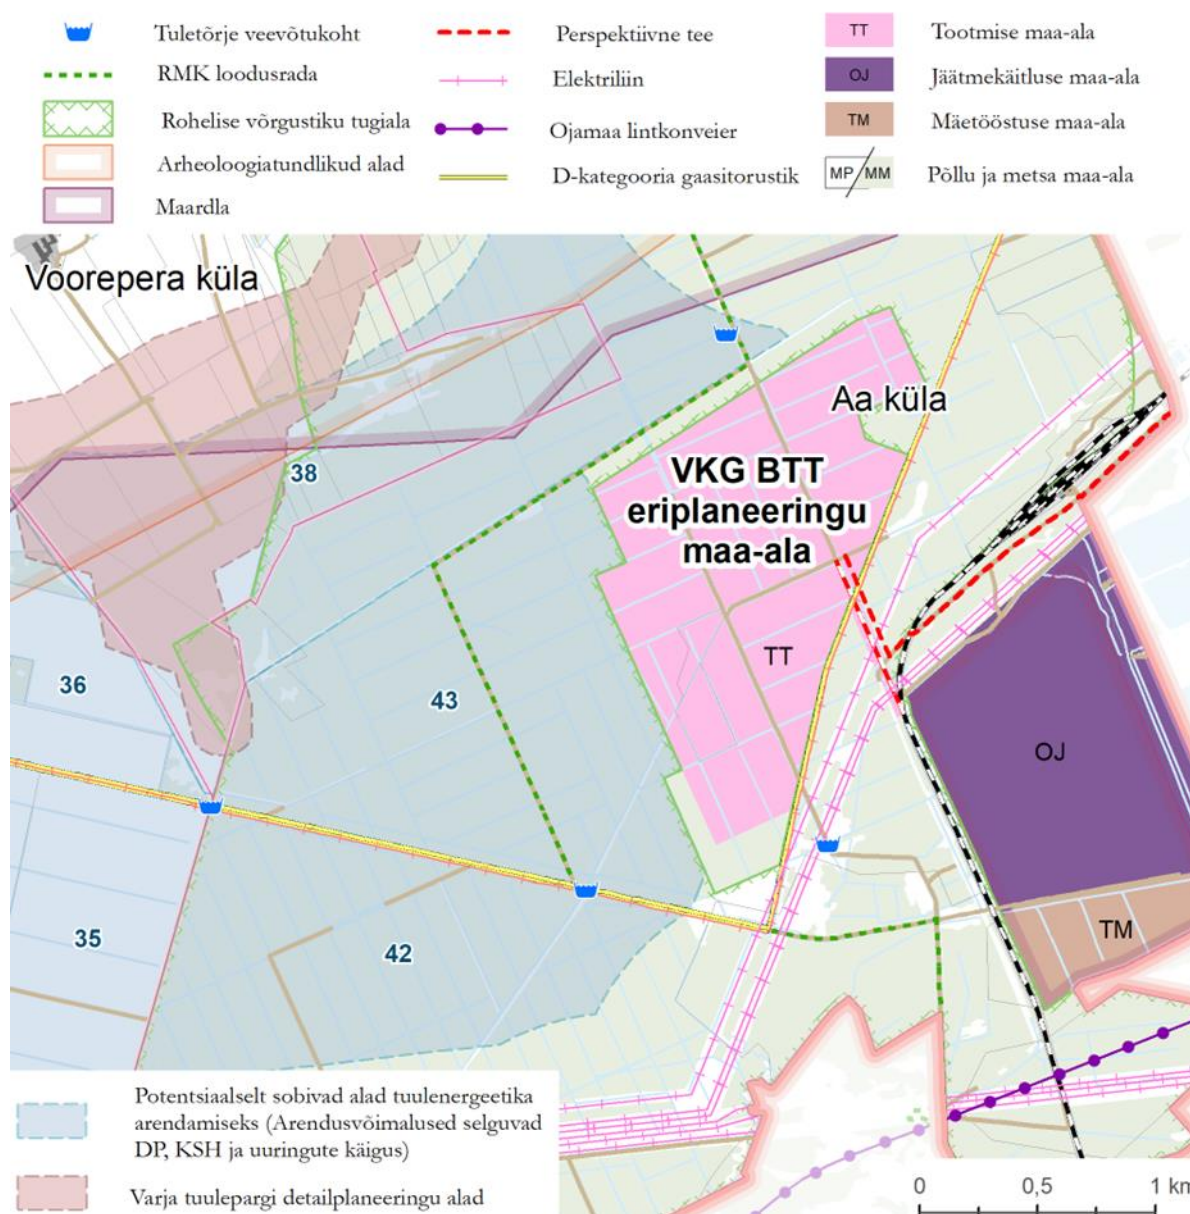 Tuletõrje veevõtukoht
RMK loodusrada
Rohelise võrgustiku tugiala
Arheoloogiatundlikud alad
Maardla
Perspektiivne tee
Elektriliin
Ojamaa lintkonveier
D-kategooria gaasitorustik
TT Tootmise maa-ala
OJ Jäätmekäitluse maa-ala
TM Mäetööstuse maa-ala
MP/MM Põllu ja metsa maa-ala
Voorepera küla
Aa küla
VKG BTT
eriplaneeringu
maa-ala
38
TT
36
43
OJ
TM
35
42
Potentsiaalselt sobivad alad tuulenergeetika
arendamiseks (Arendusvõimalused selguvad
DP, KSH ja uuringute käigus)
Varja tuulepargi detailplaneeringu alad
0 0,5 1 km